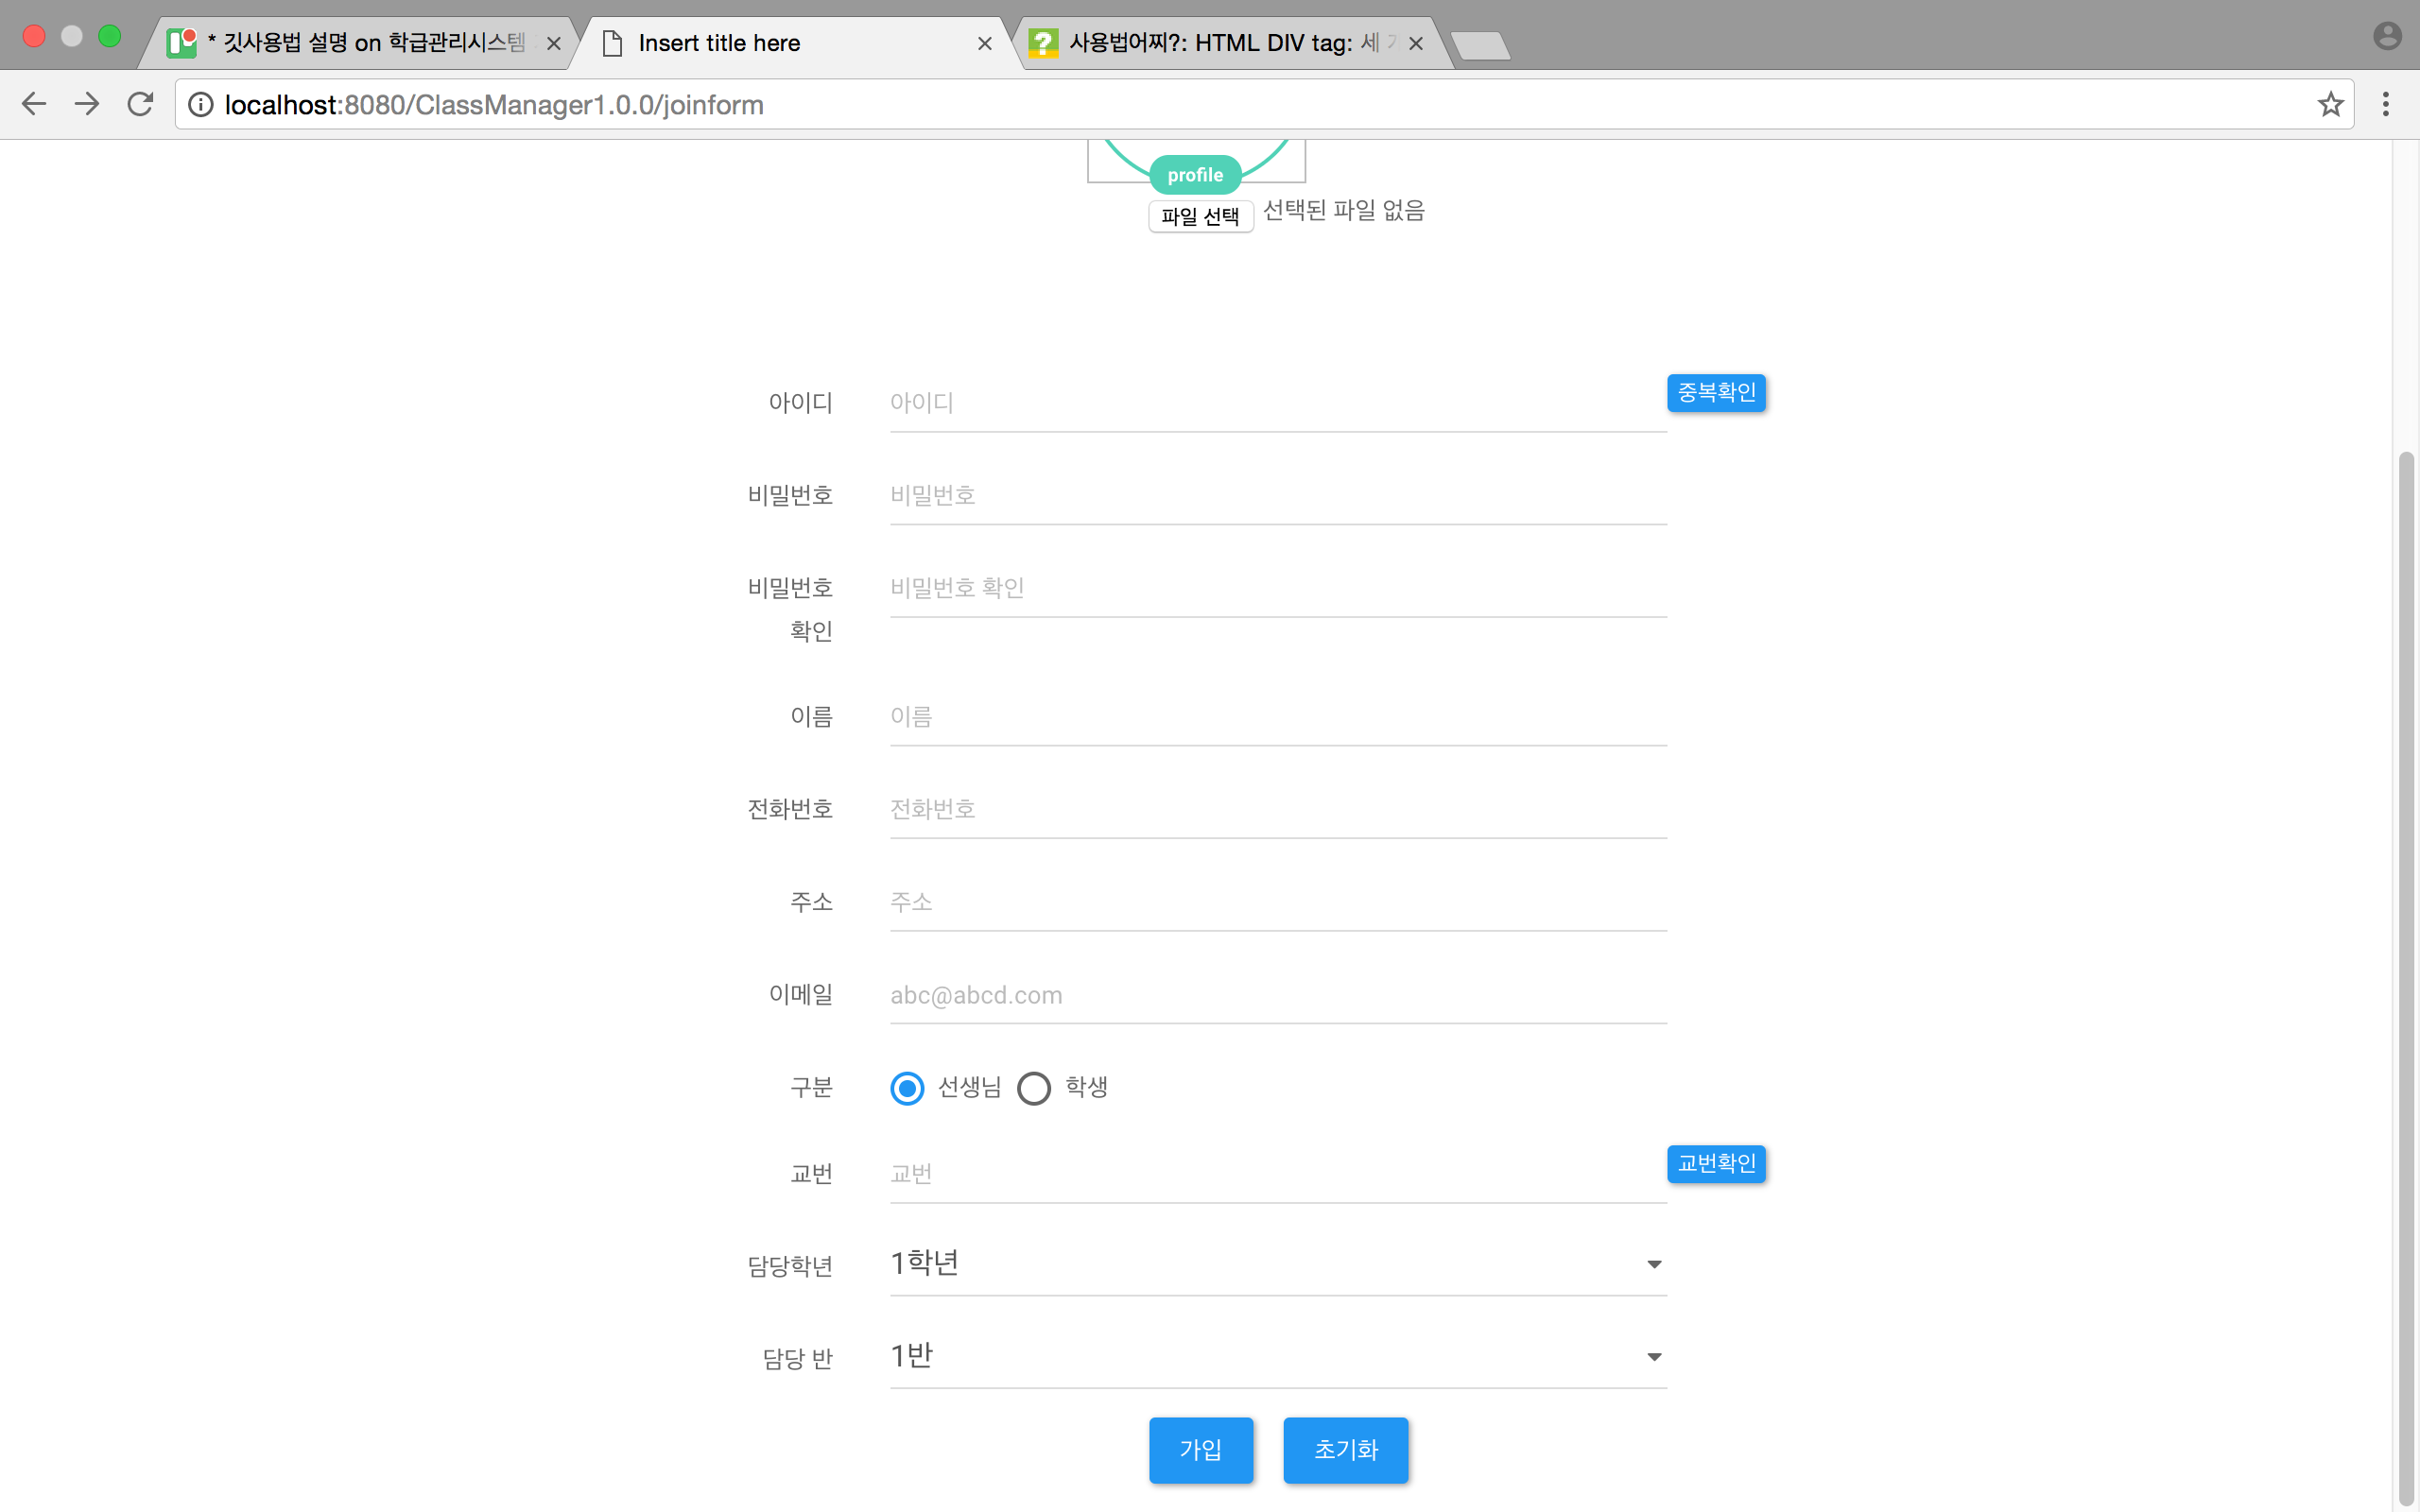 * 깃사용법 설명 on 학급관리시스템
Insert title here
사용법어찌?: HTML DIV tag: 세
localhost:8080/ClassManager1.0.0/joinform
profile
파일 선택 선택된 파일 없음
아이디 아이디 중복확인
비밀번호 비밀번호
비밀번호 비밀번호 확인
확인
이름 이름
전화번호 전화번호
주소 주소
이메일 abc@abcd.com
구분 선생님 학생
교번 교번 교번확인
담당학년 1학년
담당 반 1반
가입 초기화